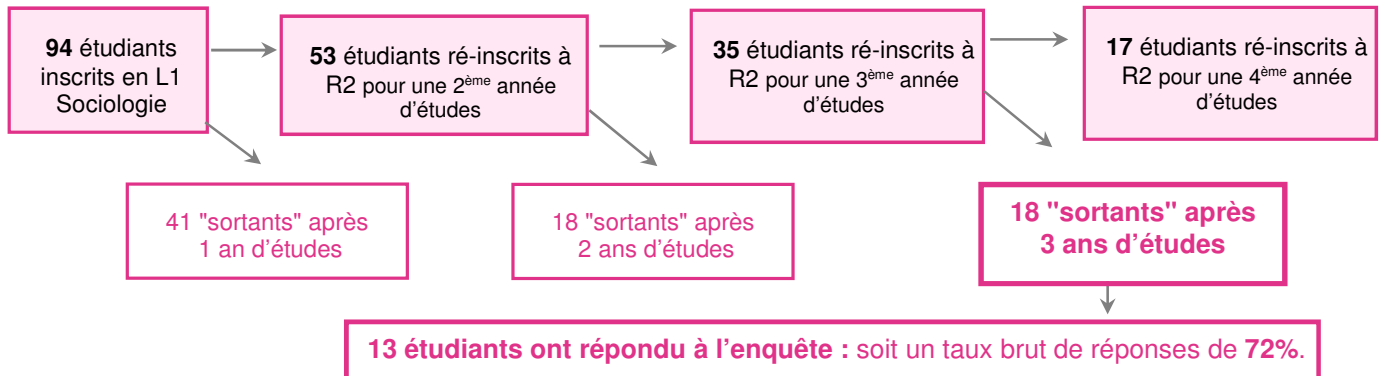 94 étudiants
inscrits en L1
Sociologie
53 étudiants ré-inscrits à
R2 pour une 2ème année
d'études
35 étudiants ré-inscrits à
R2 pour une 3ème année
d'études
17 étudiants ré-inscrits à
R2 pour une 4ème année
d'études
41 "sortants" après
1 an d'études
18 "sortants" après
2 ans d'études
18 "sortants" après
3 ans d'études
13 étudiants ont répondu à l'enquête : soit un taux brut de réponses de 72%.